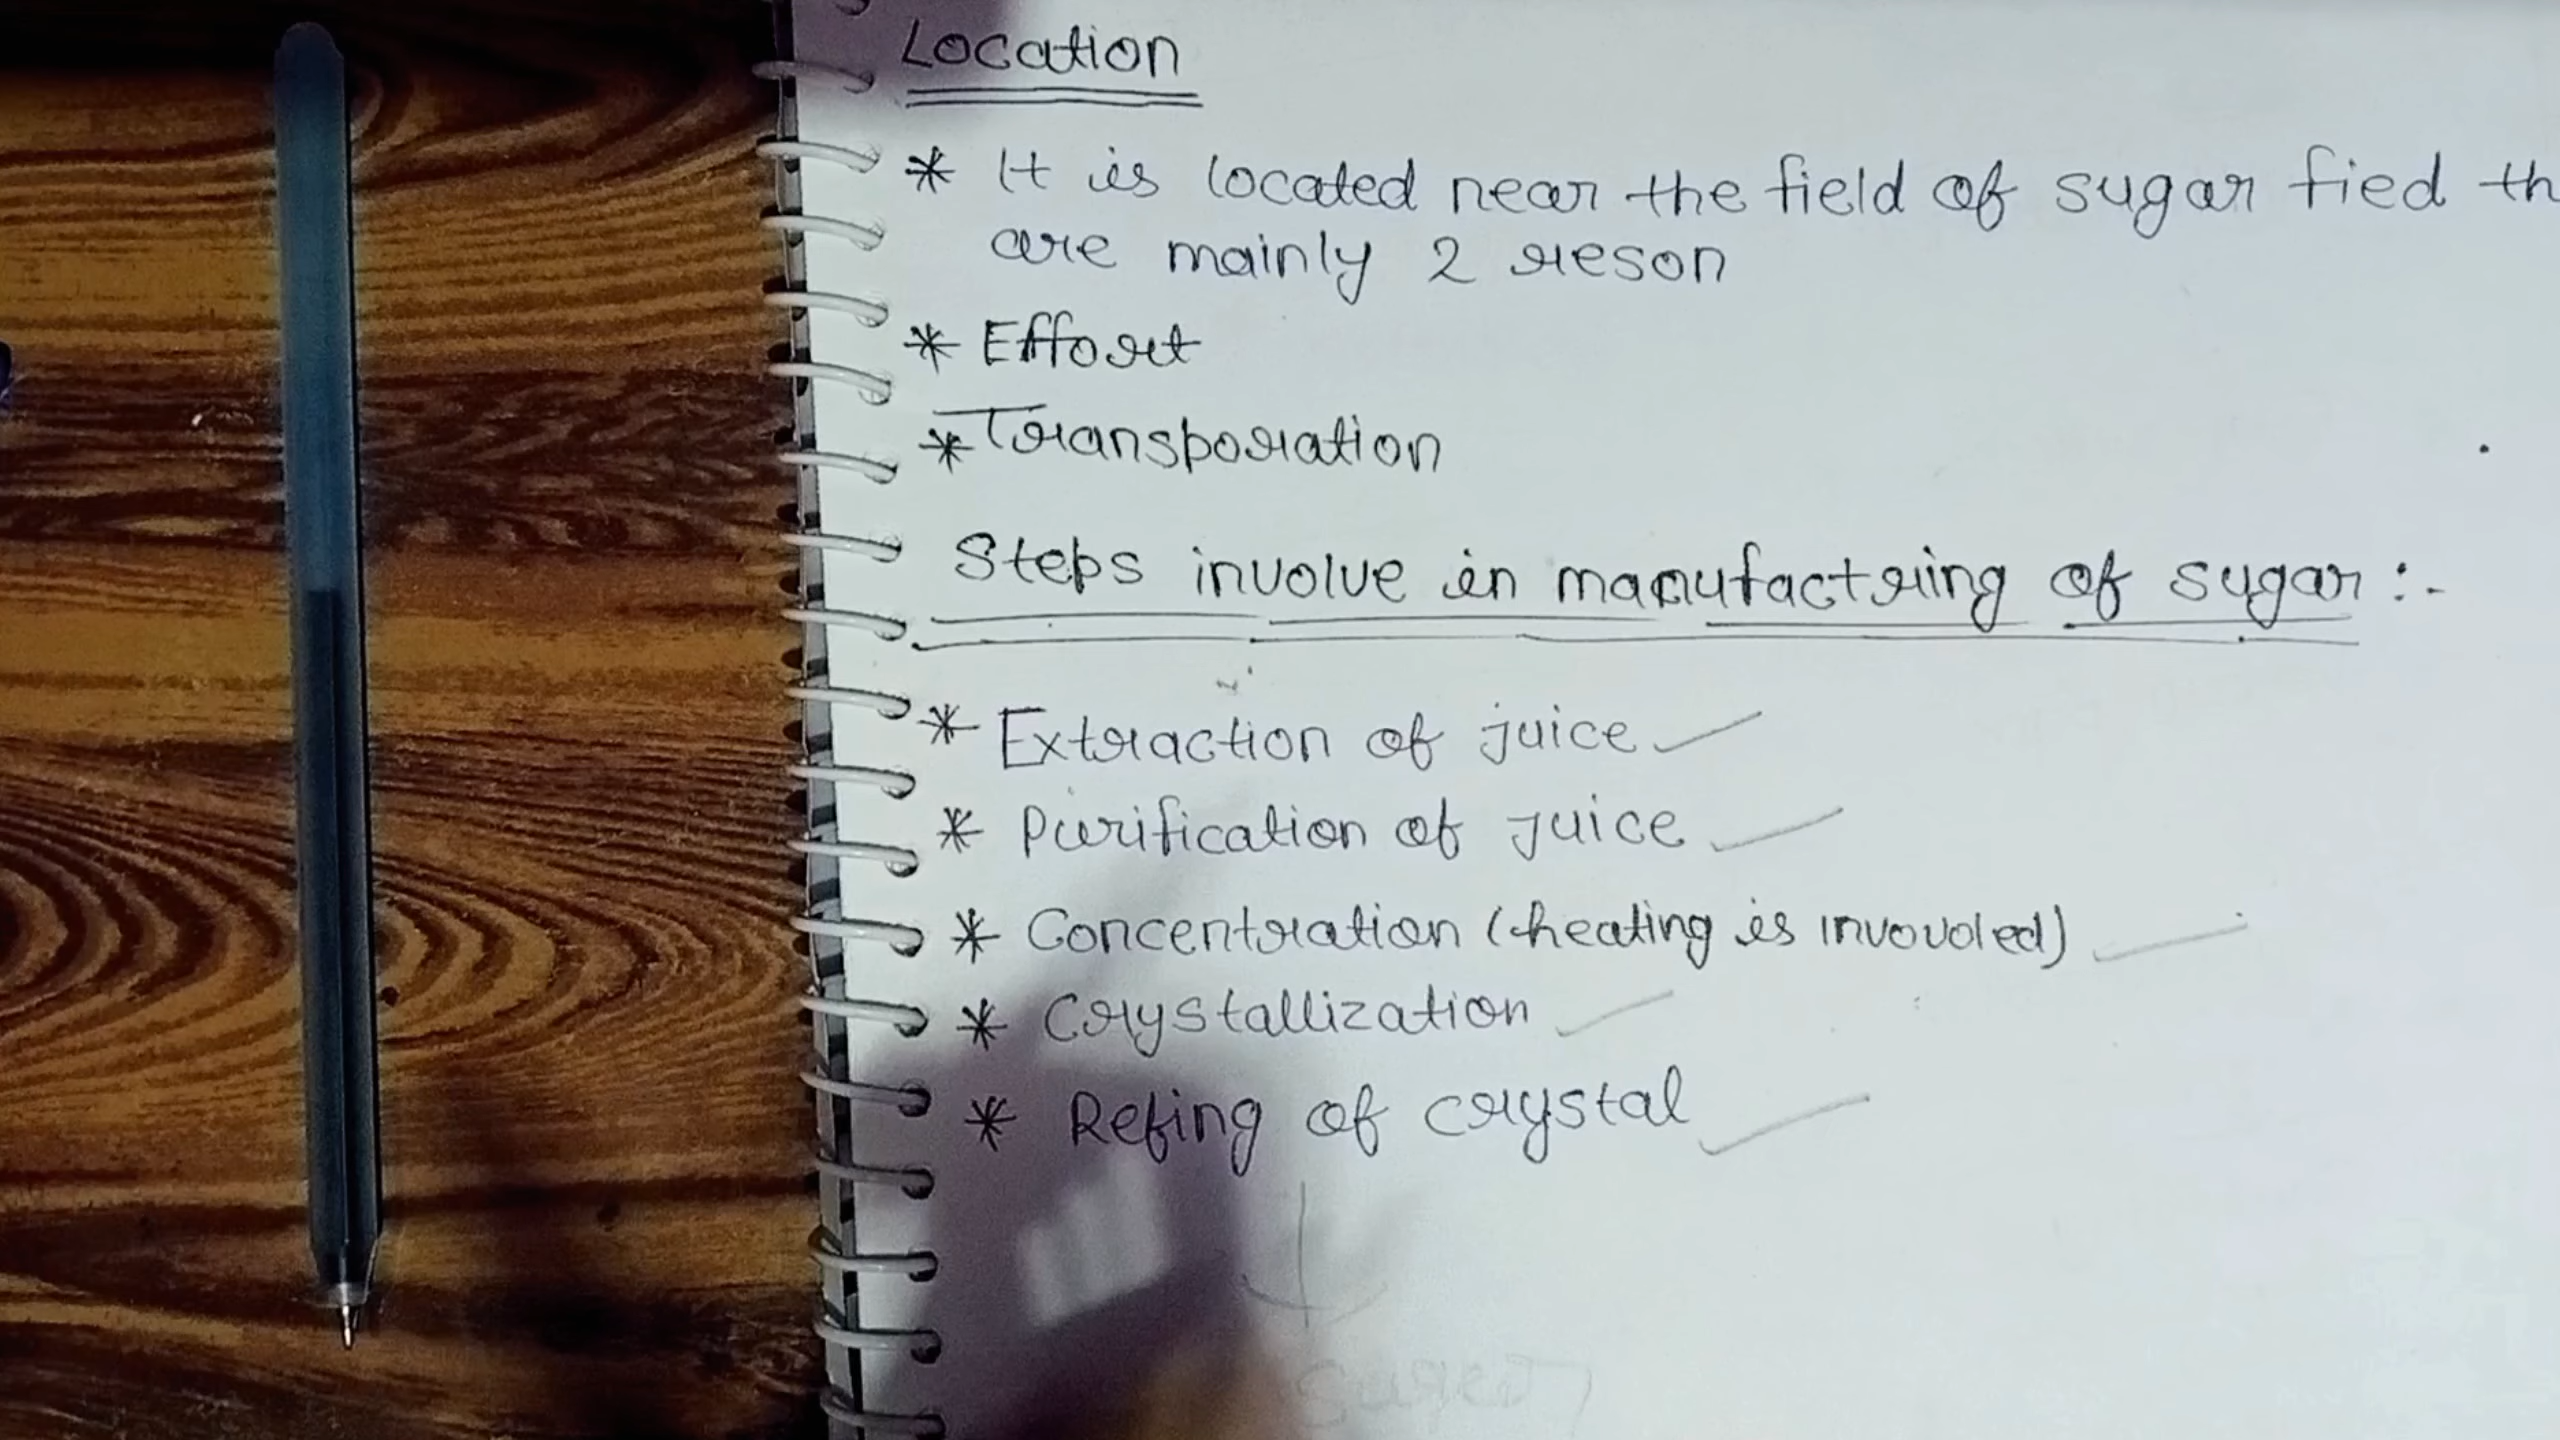 Location
* It is located near the field of sugar fied th
are mainly 2 reson
* Effort
* Transporation
Steps involve in manufactring of sugar :-
* Extraction of juice
* Purification of Juice
* Concentration (heating is invovoled)
* Crystallization
* Refing of crystal